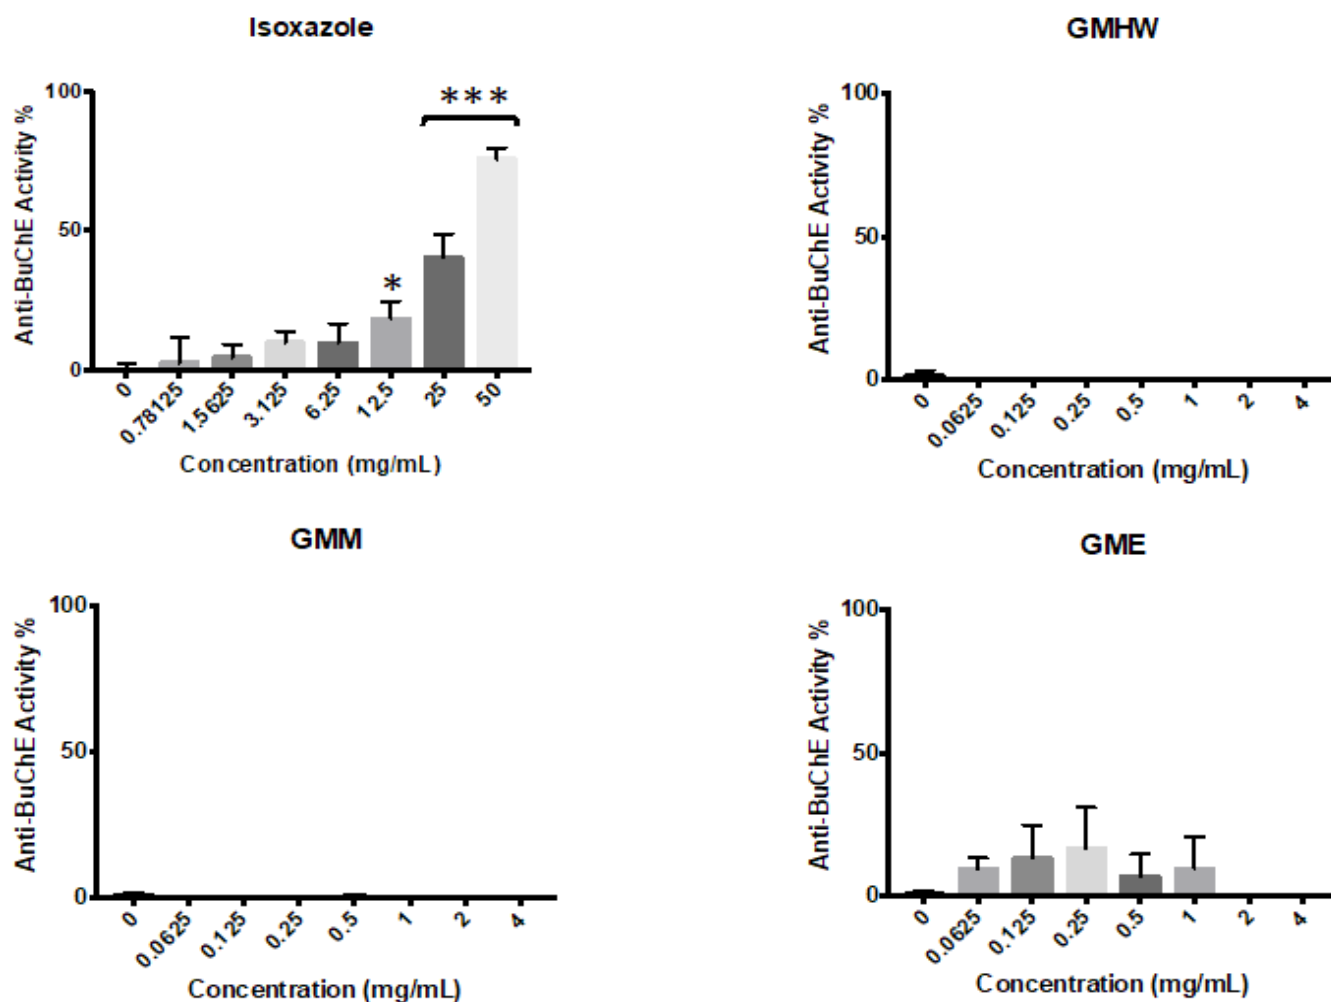 Isoxazole
Anti-BuChE Activity %
100
50
0
***
*
0 0.78125 1.5625 3.125 6.25 12.5 25 50
Concentration (mg/mL)
GMHW
Anti-BuChE Activity %
100
50
0
0 0.0625 0.125 0.25 0.5 1 2 4
Concentration (mg/mL)
GMM
Anti-BuChE Activity %
100
50
0
0 0.0625 0.125 0.25 0.5 1 2 4
Concentration (mg/mL)
GME
Anti-BuChE Activity %
100
50
0
0 0.0625 0.125 0.25 0.5 1 2 4
Concentration (mg/mL)